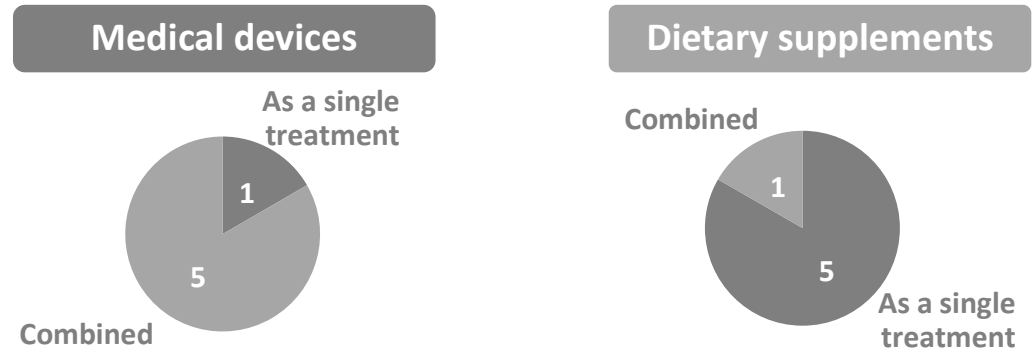 Medical devices
As a single
treatment
1
5
Combined
Dietary supplements
Combined
1
5
As a single
treatment